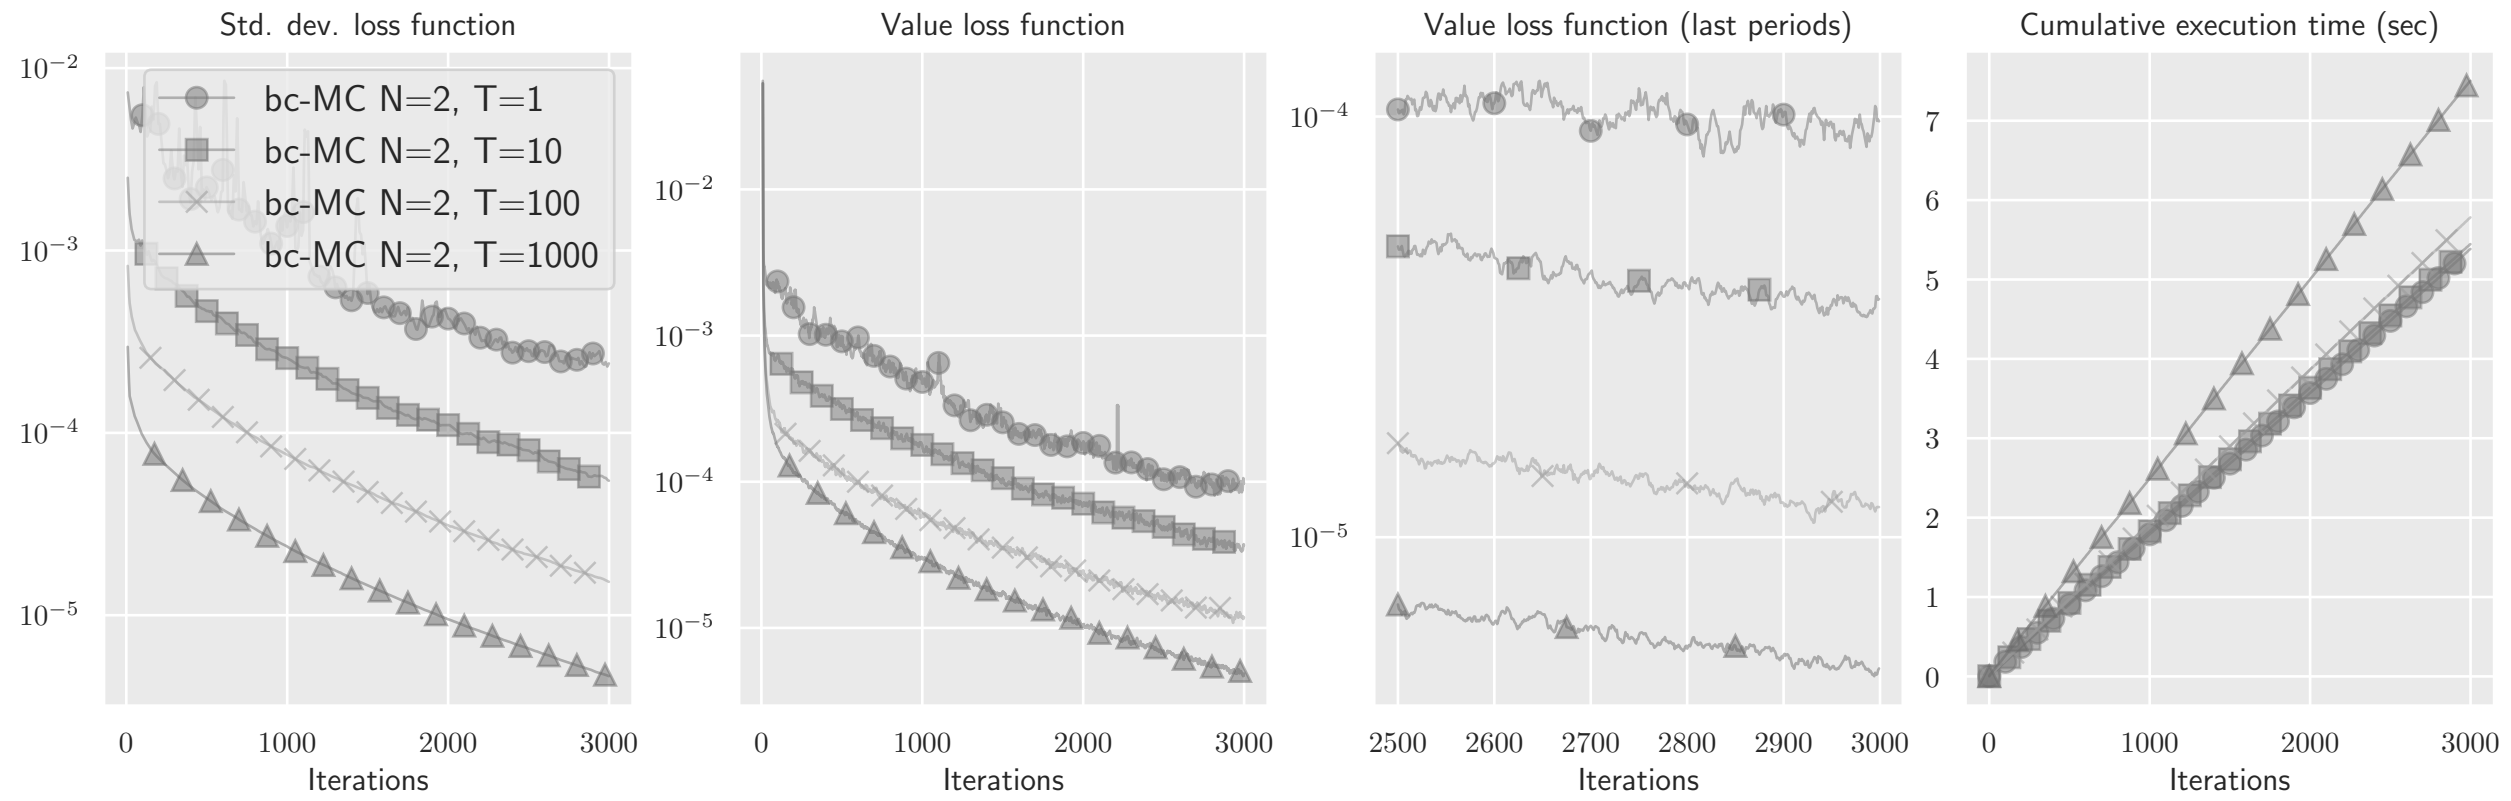 Std. dev. loss function
10⁻²
10⁻³
10⁻⁴
10⁻⁵
bc-MC N=2, T=1
bc-MC N=2, T=10
bc-MC N=2, T=100
bc-MC N=2, T=1000
0 1000 2000 3000
Iterations
Value loss function
10⁻²
10⁻³
10⁻⁴
10⁻⁵
0 1000 2000 3000
Iterations
Value loss function (last periods)
10⁻⁴
10⁻⁵
2500 2600 2700 2800 2900 3000
Iterations
Cumulative execution time (sec)
7
6
5
4
3
2
1
0
0 1000 2000 3000
Iterations